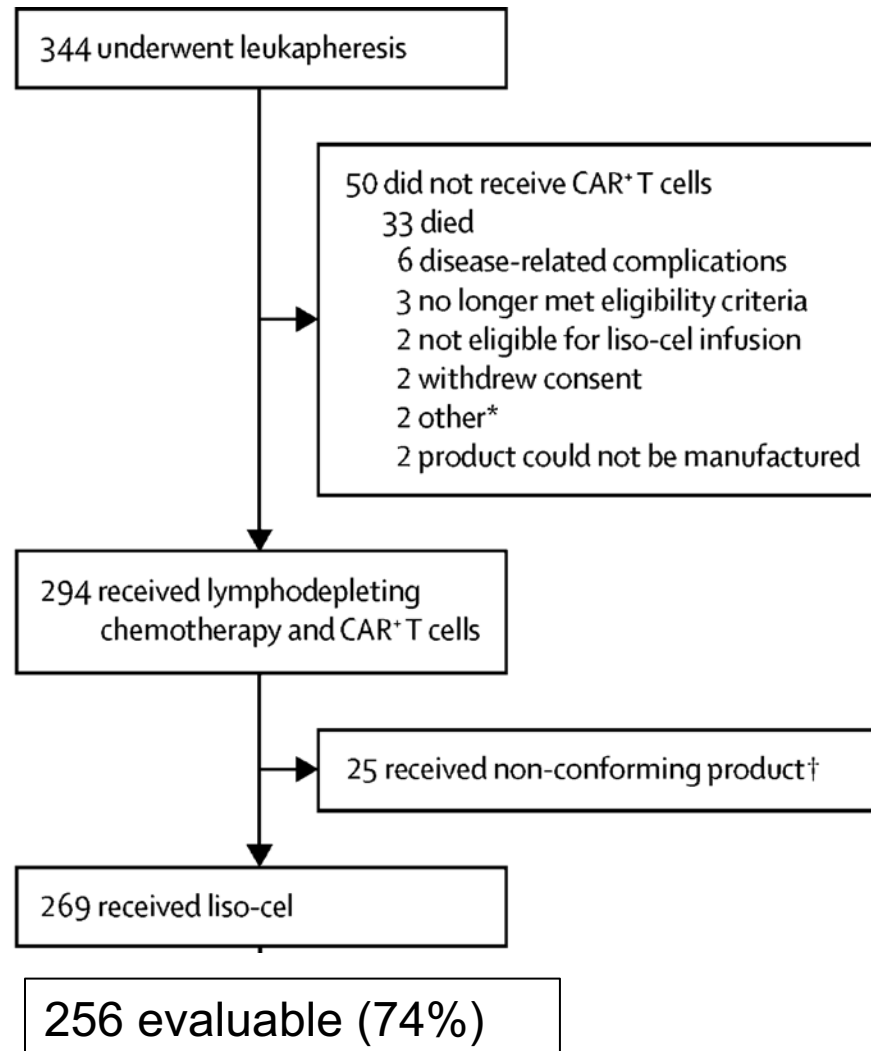 344 underwent leukapheresis
50 did not receive CAR⁺ T cells
33 died
6 disease-related complications
3 no longer met eligibility criteria
2 not eligible for liso-cel infusion
2 withdrew consent
2 other*
2 product could not be manufactured
294 received lymphodepleting
chemotherapy and CAR⁺ T cells
25 received non-conforming product†
269 received liso-cel
256 evaluable (74%)